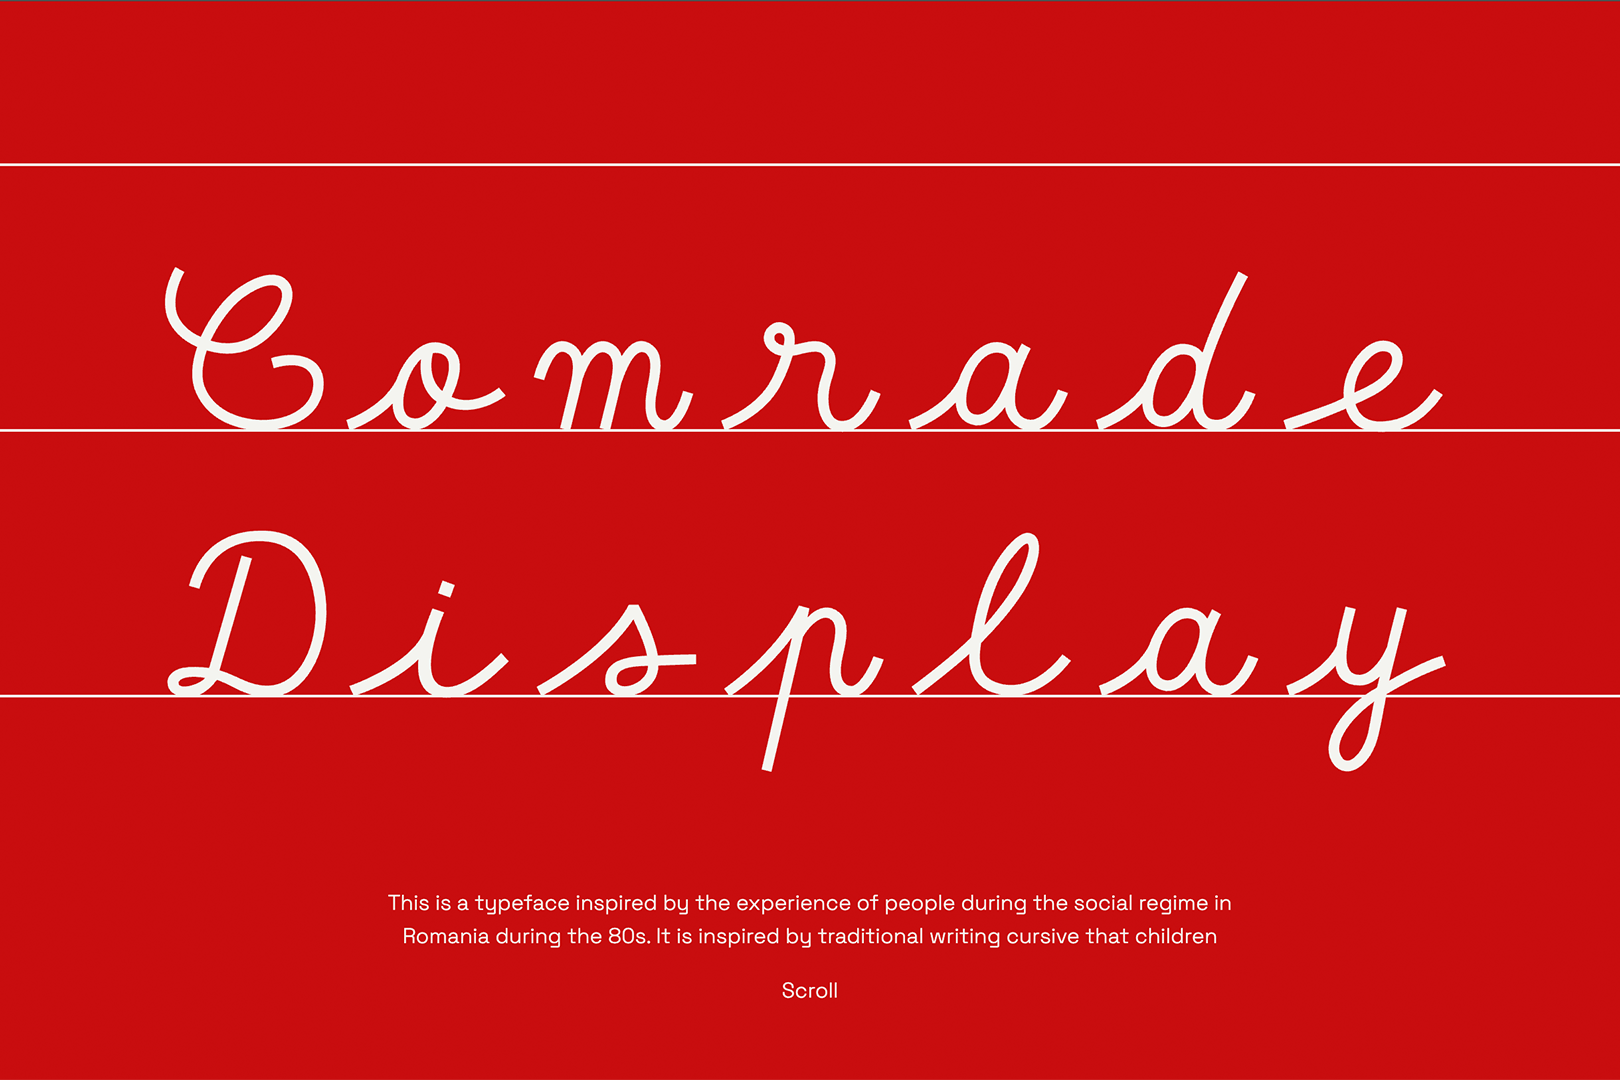 Comrade
Display
This is a typeface inspired by the experience of people during the social regime in
Romania during the 80s. It is inspired by traditional writing cursive that children
Scroll